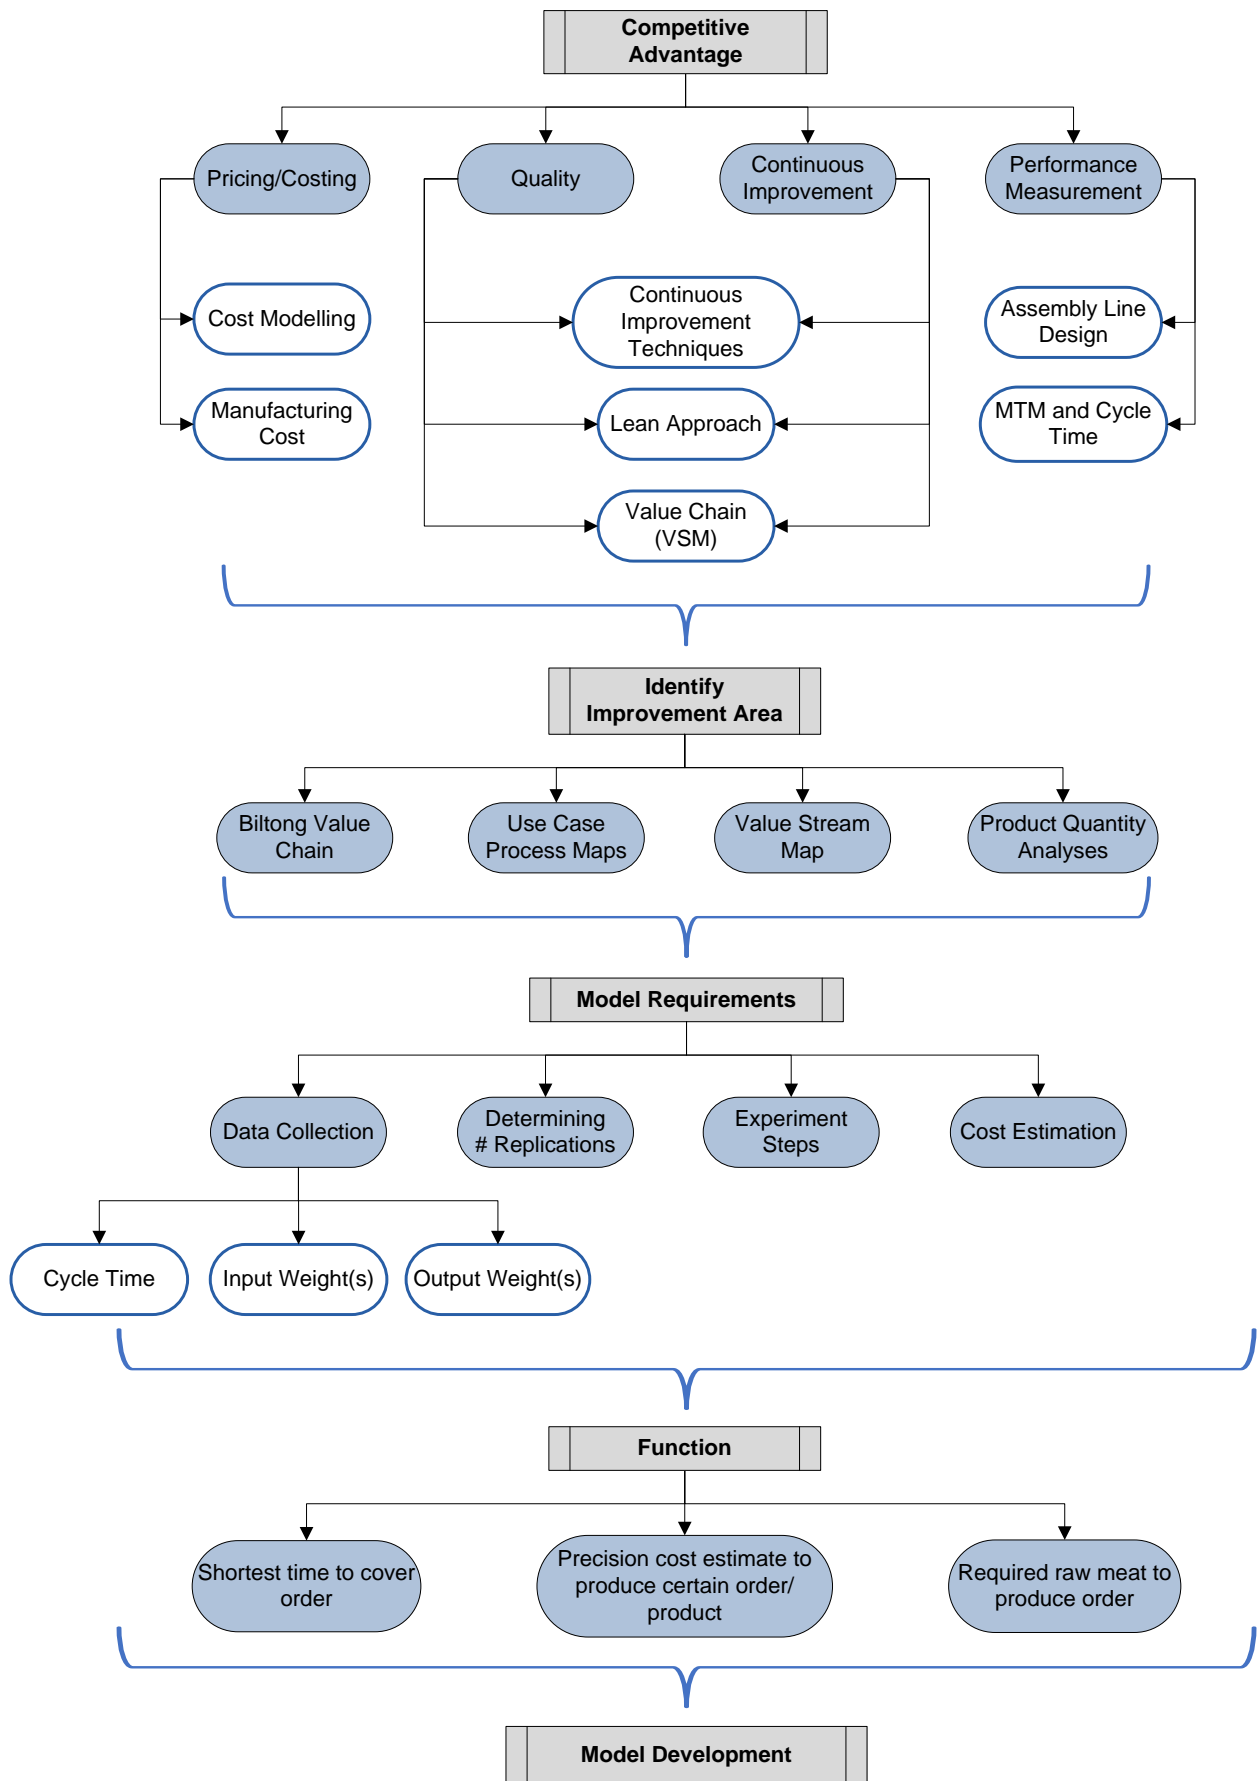 Competitive
Advantage
Pricing/Costing
Quality
Continuous
Improvement
Performance
Measurement
Cost Modelling
Continuous
Improvement
Techniques
Assembly Line
Design
Manufacturing
Cost
Lean Approach
MTM and Cycle
Time
Value Chain
(VSM)
Identify
Improvement Area
Biltong Value
Chain
Use Case
Process Maps
Value Stream
Map
Product Quantity
Analyses
Model Requirements
Data Collection
Determining
# Replications
Experiment
Steps
Cost Estimation
Cycle Time
Input Weight(s)
Output Weight(s)
Function
Shortest time to cover
order
Precision cost estimate to
produce certain order/
product
Required raw meat to
produce order
Model Development